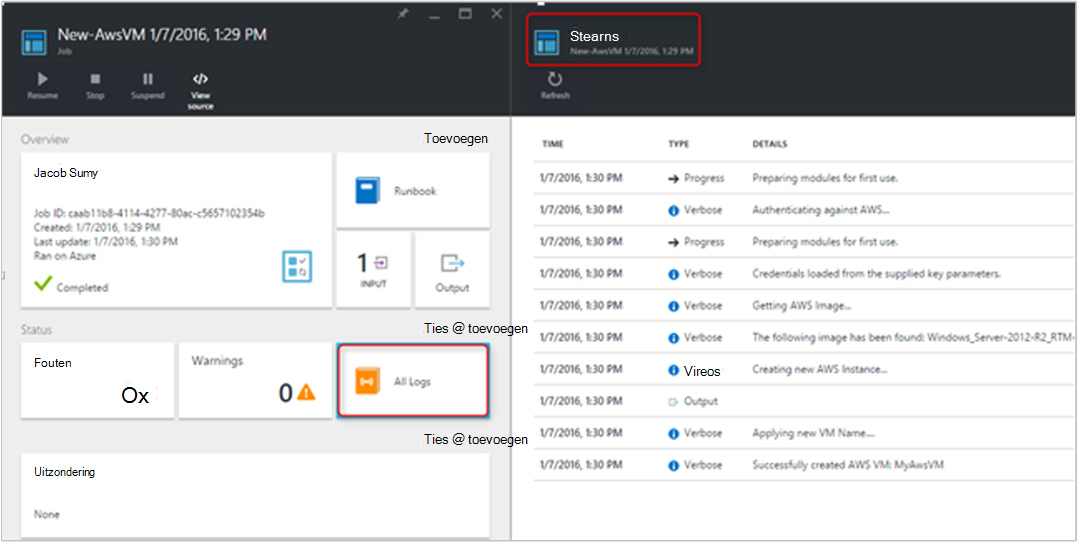 New-AwsVM 1/7/2016, 1:29 PM
Job
Resume
Stop
Suspend
View source
Overview
Toevoegen
Jacob Sumy
Job ID: caab11b8-4114-4277-80ac-c5657102354b
Created: 1/7/2016, 1:29 PM
Last update: 1/7/2016, 1:30 PM
Ran on Azure
Completed
Runbook
1
INPUT
Output
Status
Ties @ toevoegen
Fouten
Ox
Warnings
0
All Logs
Ties @ toevoegen
Uitzondering
None
Stearns
New-AwsVM 1/7/2016, 1:29 PM
Refresh
TIME TYPE DETAILS
1/7/2016, 1:30 PM Progress Preparing modules for first use.
1/7/2016, 1:30 PM Verbose Authenticating against AWS...
1/7/2016, 1:30 PM Progress Preparing modules for first use.
1/7/2016, 1:30 PM Verbose Credentials loaded from the supplied key parameters.
1/7/2016, 1:30 PM Verbose Getting AWS Image...
1/7/2016, 1:30 PM Verbose The following image has been found: Windows_Server-2012-R2_RTM-
1/7/2016, 1:30 PM Vireos Creating new AWS Instance...
1/7/2016, 1:30 PM Output
1/7/2016, 1:30 PM Verbose Applying new VM Name....
1/7/2016, 1:30 PM Verbose Successfully created AWS VM: MyAwsVM